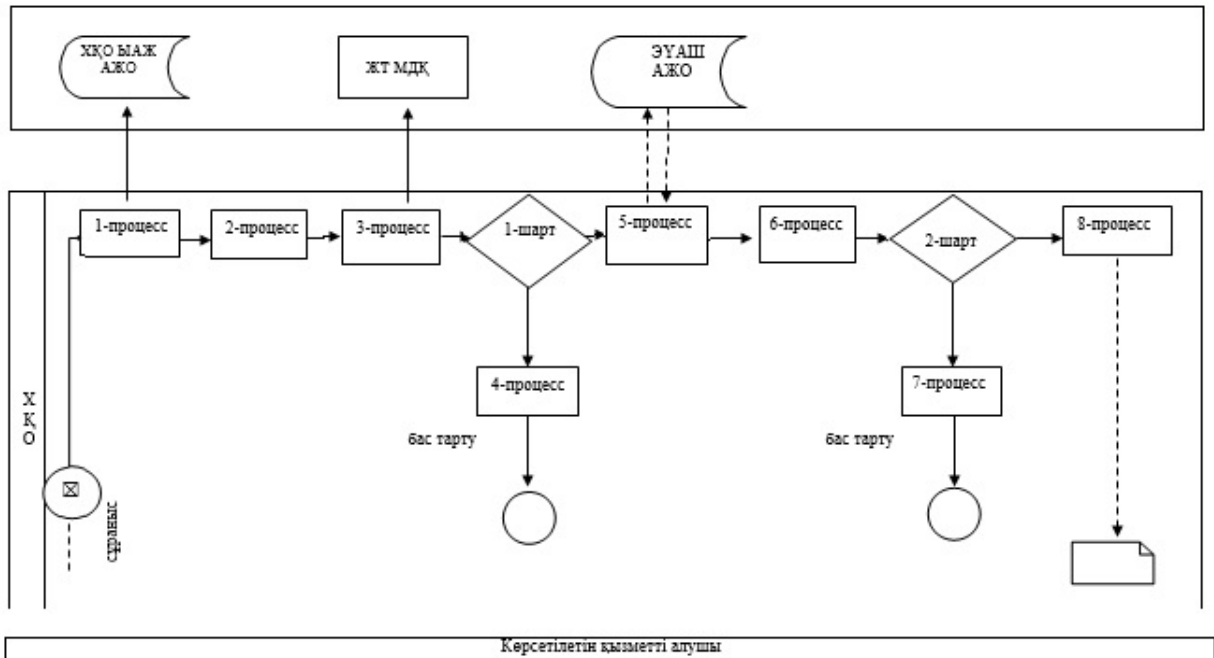 ХҚО ЫАЖ
АЖО
ЖТ МДҚ
ЭҮАШ
АЖО
1-процесс
2-процесс
3-процесс
1-шарт
5-процесс
6-процесс
2-шарт
8-процесс
4-процесс
7-процесс
бас тарту
бас тарту
Х
Қ
О
сұраныс
Көрсетілетін қызметті алушы